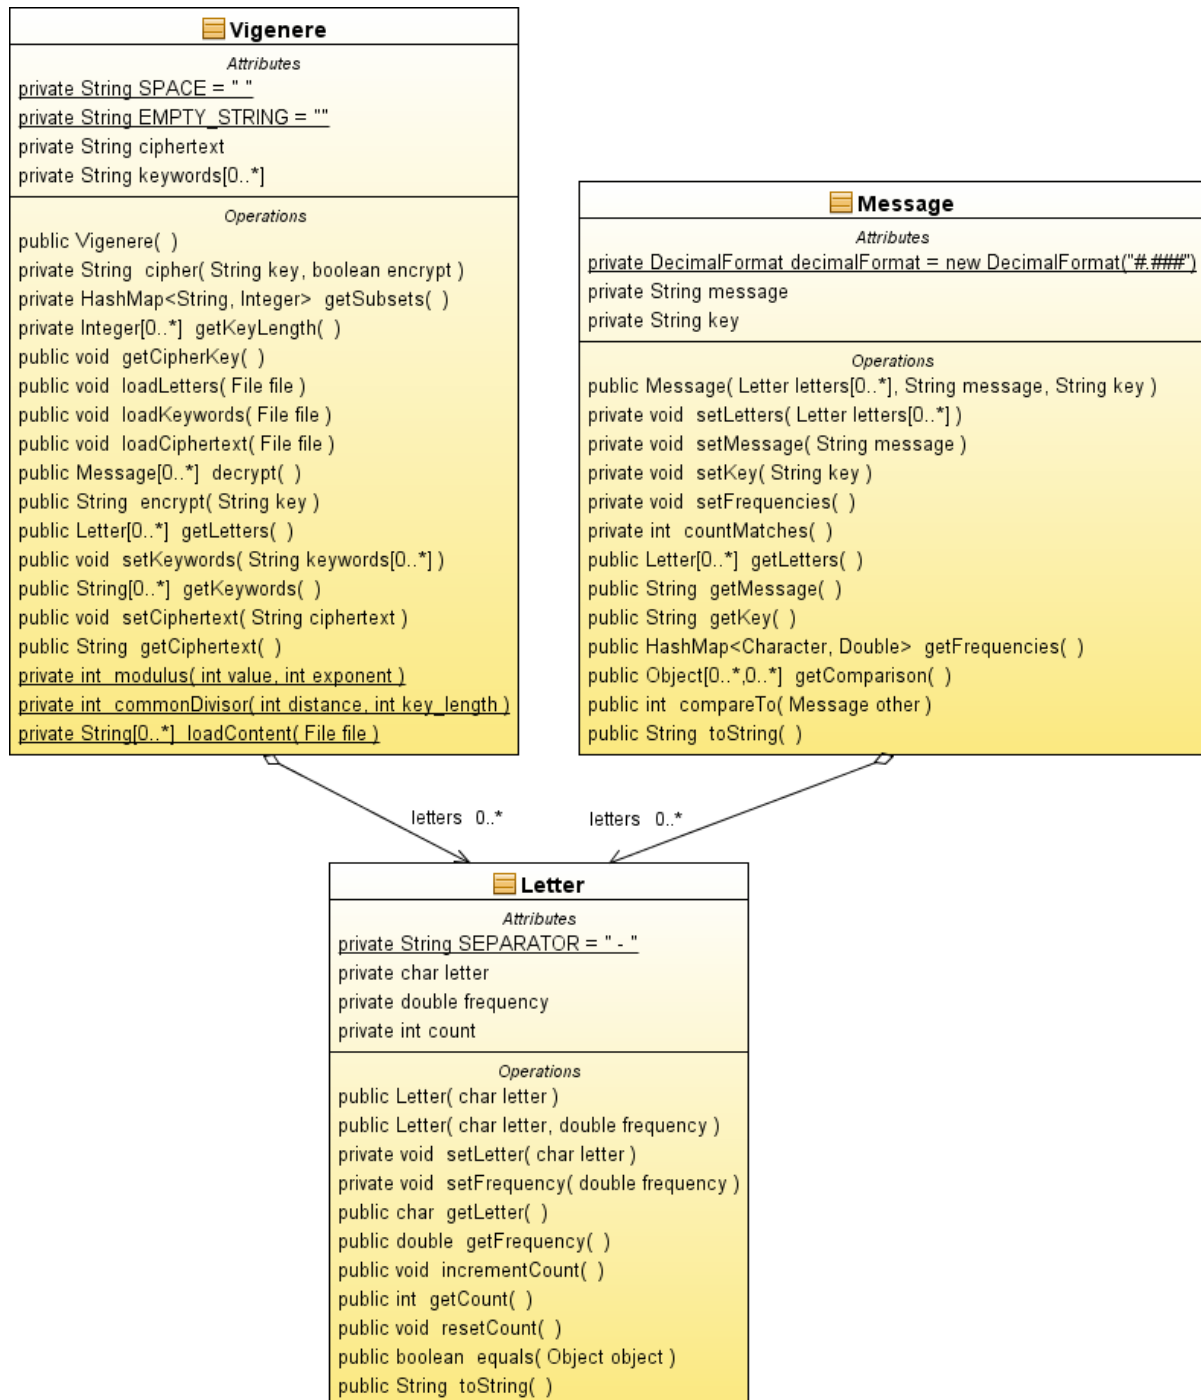 Vigenere
Attributes
private String SPACE = " "
private String EMPTY_STRING = ""
private String ciphertext
private String keywords[0..*]
Operations
public Vigenere( )
private String cipher( String key, boolean encrypt )
private HashMap<String, Integer> getSubsets( )
private Integer[0..*] getKeyLength( )
public void getCipherKey( )
public void loadLetters( File file )
public void loadKeywords( File file )
public void loadCiphertext( File file )
public Message[0..*] decrypt( )
public String encrypt( String key )
public Letter[0..*] getLetters( )
public void setKeywords( String keywords[0..*] )
public String[0..*] getKeywords( )
public void setCiphertext( String ciphertext )
public String getCiphertext( )
private int modulus( int value, int exponent )
private int commonDivisor( int distance, int key_length )
private String[0..*] loadContent( File file )
Message
Attributes
private DecimalFormat decimalFormat = new DecimalFormat("#.###")
private String message
private String key
Operations
public Message( Letter letters[0..*], String message, String key )
private void setLetters( Letter letters[0..*] )
private void setMessage( String message )
private void setKey( String key )
private void setFrequencies( )
private int countMatches( )
public Letter[0..*] getLetters( )
public String getMessage( )
public String getKey( )
public HashMap<Character, Double> getFrequencies( )
public Object[0..*,0..*] getComparison( )
public int compareTo( Message other )
public String toString( )
letters 0..*
letters 0..*
Letter
Attributes
private String SEPARATOR = " - "
private char letter
private double frequency
private int count
Operations
public Letter( char letter )
public Letter( char letter, double frequency )
private void setLetter( char letter )
private void setFrequency( double frequency )
public char getLetter( )
public double getFrequency( )
public void incrementCount( )
public int getCount( )
public void resetCount( )
public boolean equals( Object object )
public String toString( )